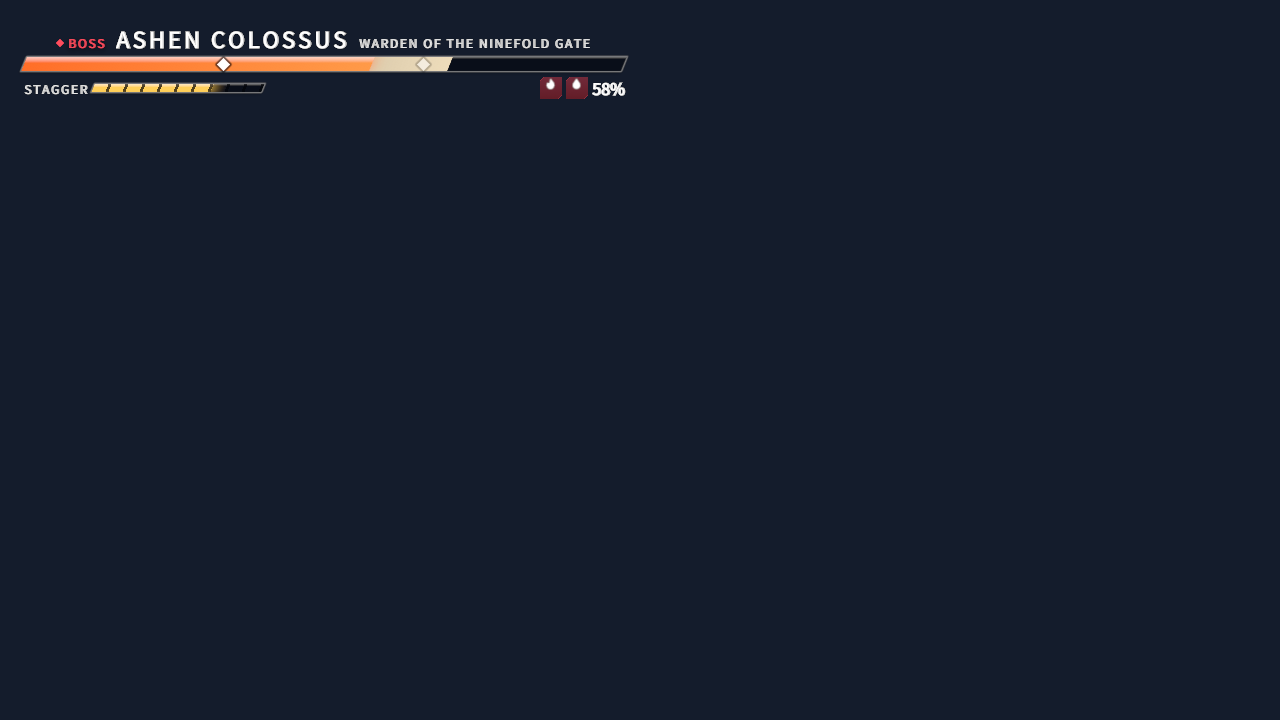 BOSS ASHEN COLOSSUS WARDEN OF THE NINEFOLD GATE
STAGGER 58%